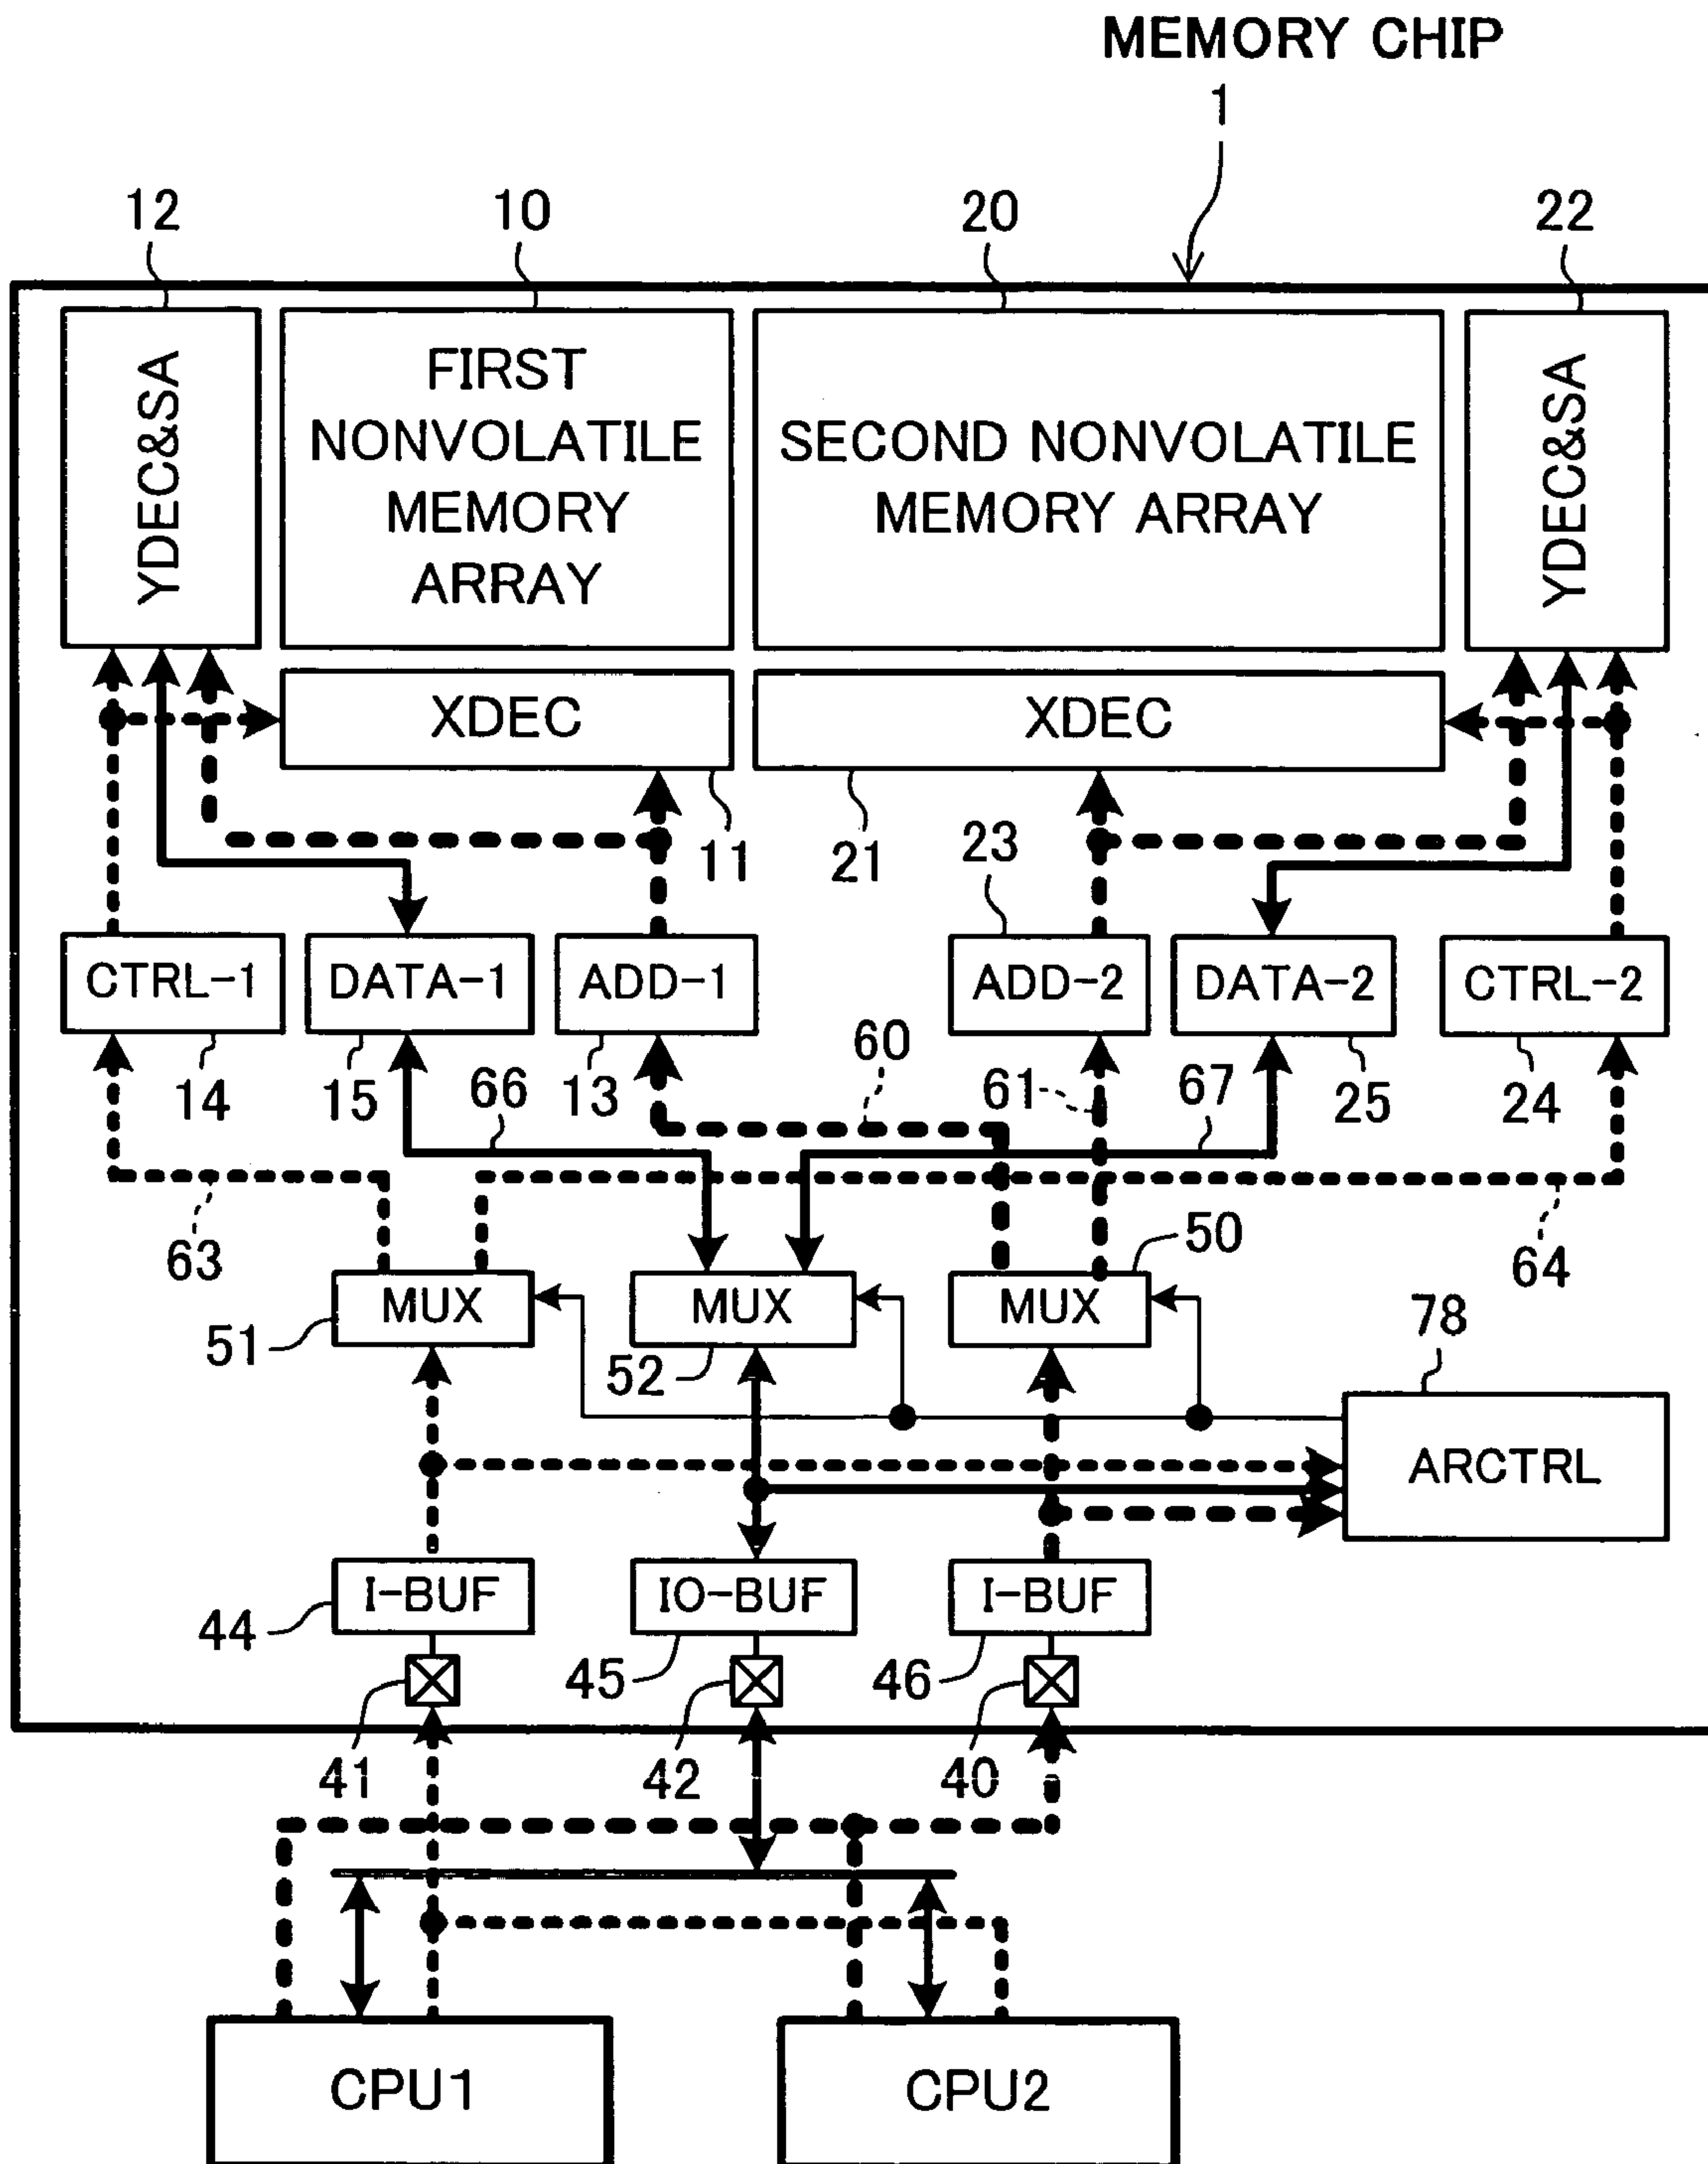 MEMORY CHIP
1
12
10
20
22
YDEC&SA
FIRST
NONVOLATILE
MEMORY
ARRAY
SECOND NONVOLATILE
MEMORY ARRAY
YDEC&SA
XDEC
XDEC
11
21
23
CTRL-1
DATA-1
ADD-1
ADD-2
DATA-2
CTRL-2
14
15
66
13
60
61
67
25
24
63
64
50
MUX
MUX
MUX
51
52
78
ARCTRL
I-BUF
IO-BUF
I-BUF
44
45
46
41
42
40
CPU1
CPU2